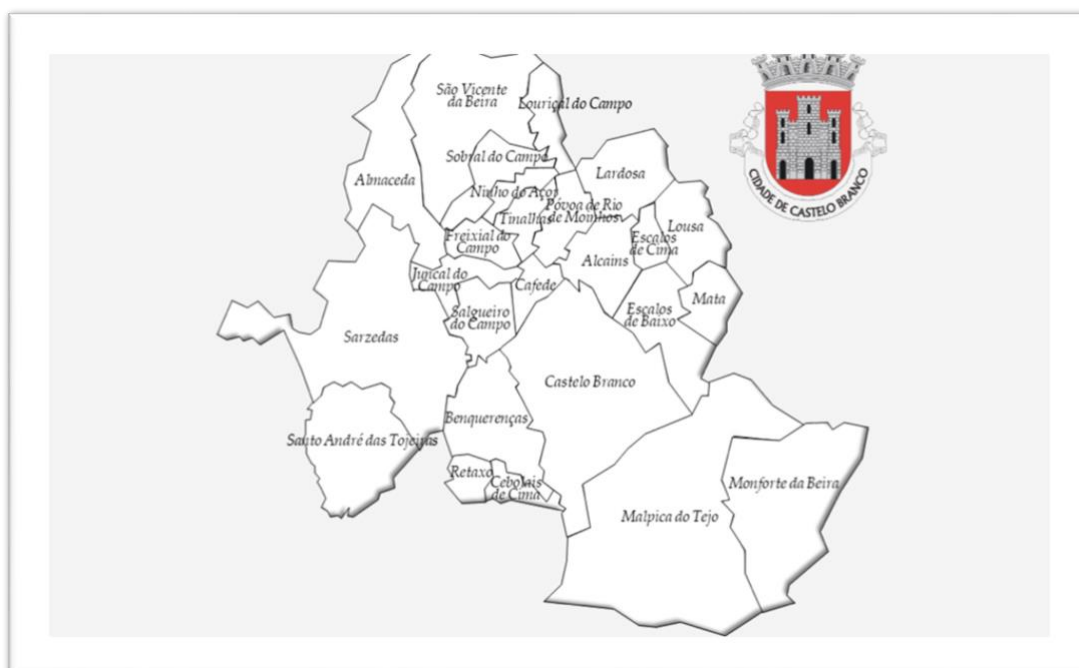 São Vicente
da Beira
Louriçal do Campo
Sobral do Campo
Lardosa
Almaceda
Ninho do Açor
Póvoa de Rio
de Moinhos
Tinalhas
Lousa
Freixial do
Campo
Escalos
de Cima
Alcains
Juncal do
Campo
Cafede
Mata
Salgueiro
do Campo
Escalos
de Baixo
Sarzedas
Castelo Branco
Benquerenças
Santo André das Tojeiras
Retaxo
Cebolais
de Cima
Monforte da Beira
Malpica do Tejo
CIDADE DE CASTELO BRANCO